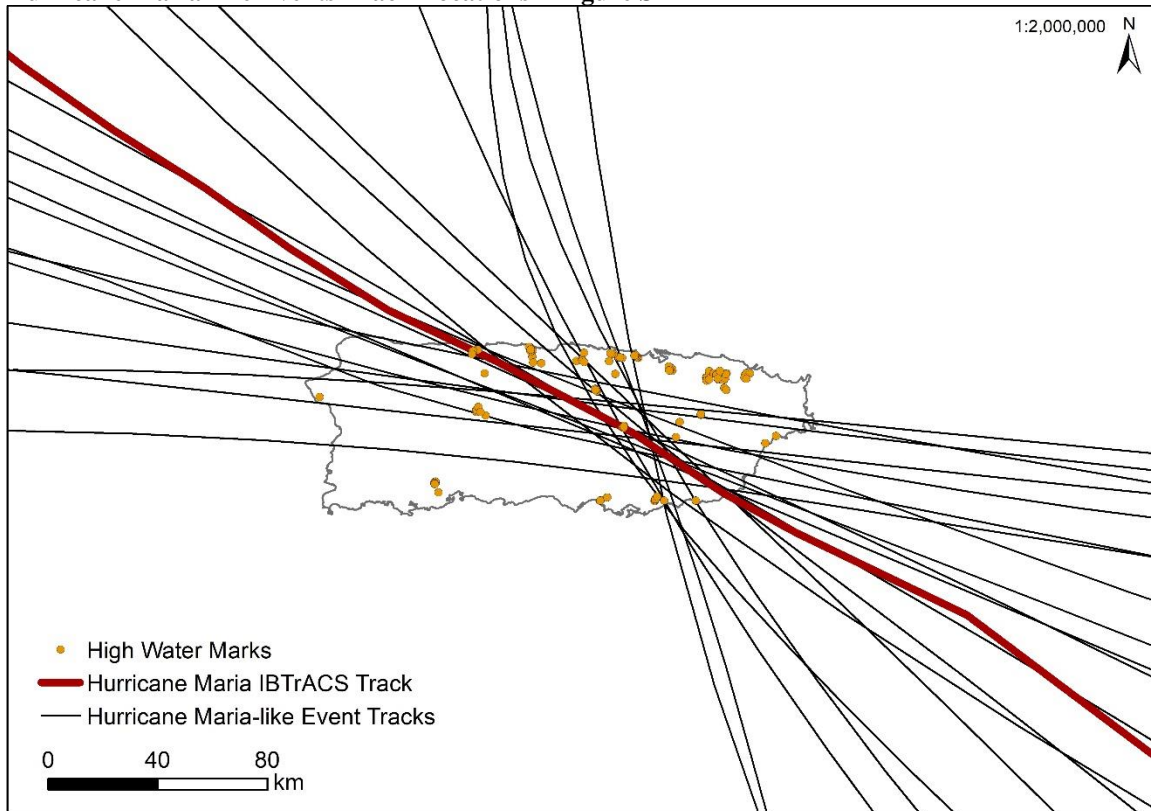 1:2,000,000
N
High Water Marks
Hurricane Maria IBTrACS Track
Hurricane Maria-like Event Tracks
0 40 80
km